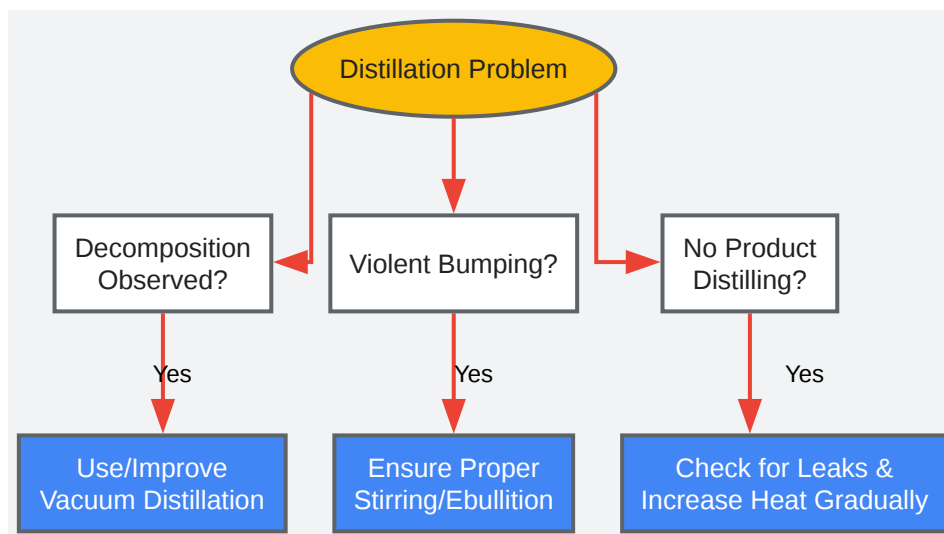 Distillation Problem
Decomposition
Observed?
Violent Bumping?
No Product
Distilling?
Yes
Yes
Yes
Use/Improve
Vacuum Distillation
Ensure Proper
Stirring/Ebullition
Check for Leaks &
Increase Heat Gradually